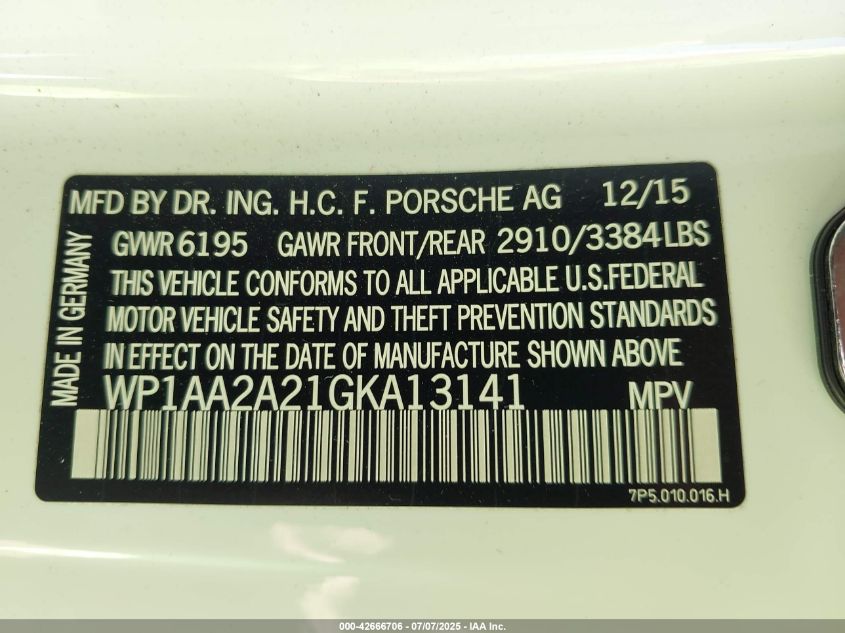 MFD BY DR. ING. H.C. F. PORSCHE AG 12/15
GVWR 6195 GAWR FRONT/REAR 2910/3384 LBS
THIS VEHICLE CONFORMS TO ALL APPLICABLE U.S.FEDERAL
MOTOR VEHICLE SAFETY AND THEFT PREVENTION STANDARDS
IN EFFECT ON THE DATE OF MANUFACTURE SHOWN ABOVE
WP1AA2A21GKA13141 MPV
MADE IN GERMANY
7P5.010.016.H
000-42666706 - 07/07/2025 - IAA Inc.